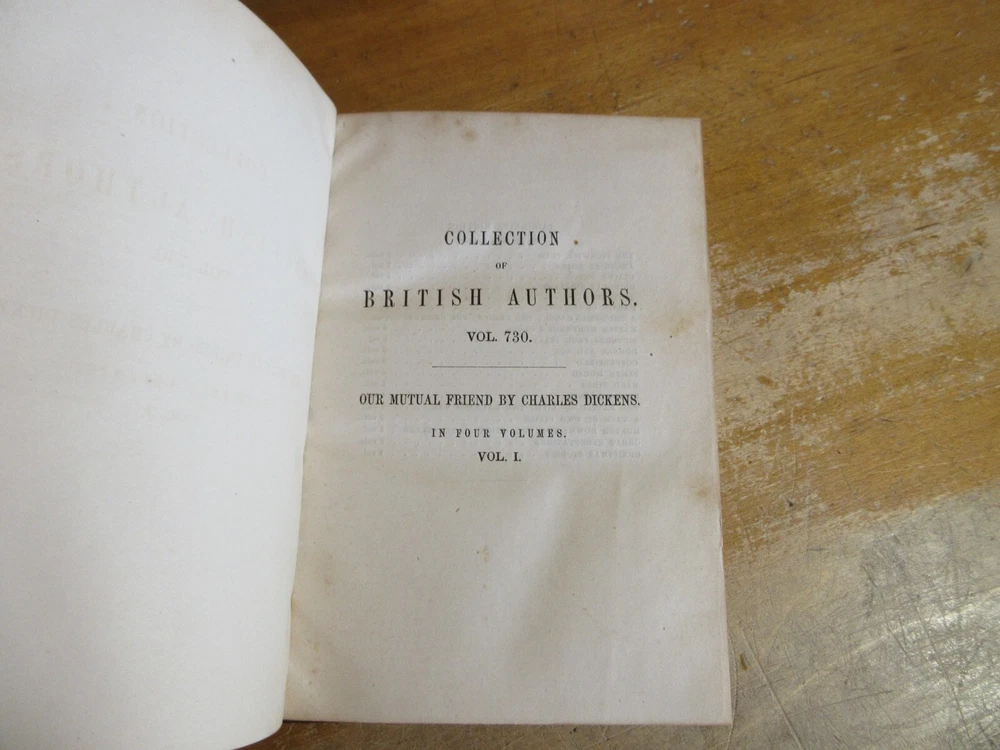 COLLECTION
OF
BRITISH AUTHORS.
VOL. 730.
OUR MUTUAL FRIEND BY CHARLES DICKENS.
IN FOUR VOLUMES.
VOL. I.